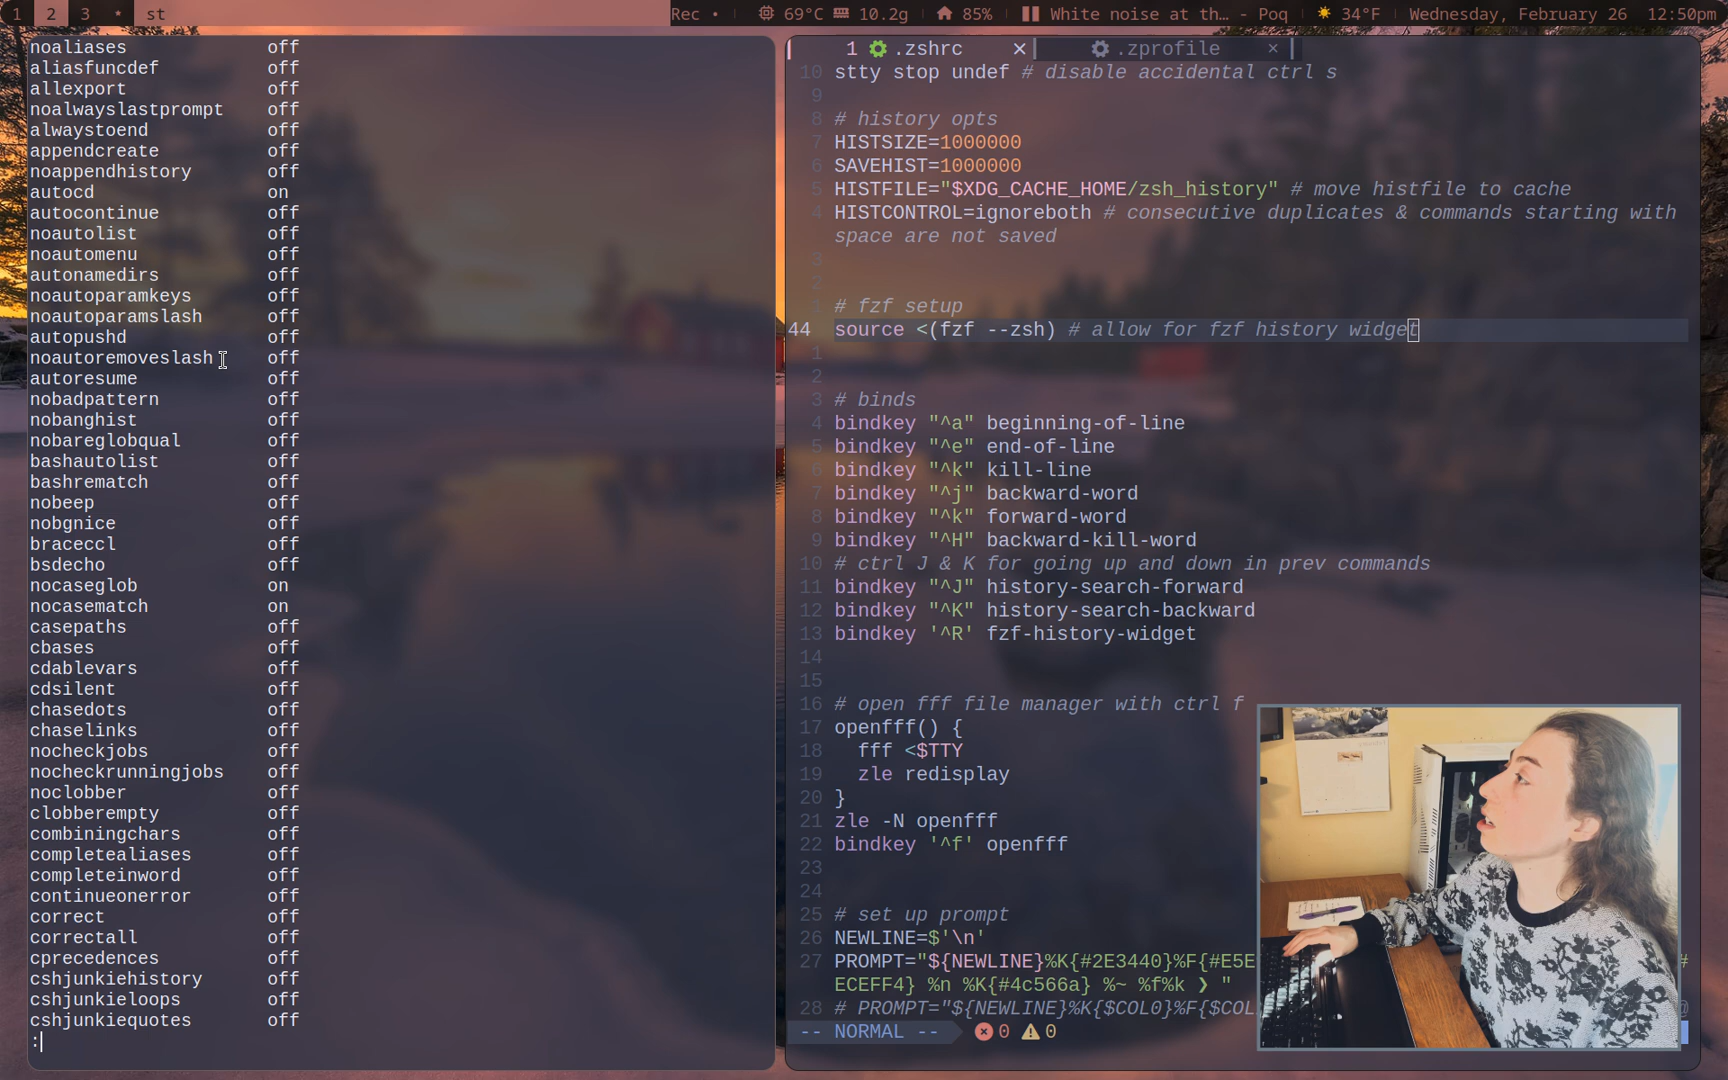 1 2 3 • st Rec • 69°C 10.2g 85% White noise at th… - Poq 34°F Wednesday, February 26 12:50pm
noaliases off
aliasfuncdef off
allexport off
noalwayslastprompt off
alwaystoend off
appendcreate off
noappendhistory off
autocd on
autocontinue off
noautolist off
noautomenu off
autonamedirs off
noautoparamkeys off
noautoparamslash off
autopushd off
noautoremoveslash off
autoresume off
nobadpattern off
nobanghist off
nobareglobqual off
bashautolist off
bashrematch off
nobeep off
nobgnice off
braceccl off
bsdecho off
nocaseglob on
nocasematch on
casepaths off
cbases off
cdablevars off
cdsilent off
chasedots off
chaselinks off
nocheckjobs off
nocheckrunningjobs off
noclobber off
clobberempty off
combiningchars off
completealiases off
completeinword off
continueonerror off
correct off
correctall off
cprecedences off
cshjunkiehistory off
cshjunkieloops off
cshjunkiequotes off
:
1 .zshrc × .zprofile ×
10 stty stop undef # disable accidental ctrl s
9
8 # history opts
7 HISTSIZE=1000000
6 SAVEHIST=1000000
5 HISTFILE="$XDG_CACHE_HOME/zsh_history" # move histfile to cache
4 HISTCONTROL=ignoreboth # consecutive duplicates & commands starting with
space are not saved
3
2
1 # fzf setup
44 source <(fzf --zsh) # allow for fzf history widget
1
2
3 # binds
4 bindkey "^a" beginning-of-line
5 bindkey "^e" end-of-line
6 bindkey "^k" kill-line
7 bindkey "^j" backward-word
8 bindkey "^k" forward-word
9 bindkey "^H" backward-kill-word
10 # ctrl J & K for going up and down in prev commands
11 bindkey "^J" history-search-forward
12 bindkey "^K" history-search-backward
13 bindkey '^R' fzf-history-widget
14
15
16 # open fff file manager with ctrl f
17 openfff() {
18 fff <$TTY
19 zle redisplay
20 }
21 zle -N openfff
22 bindkey '^f' openfff
23
24
25 # set up prompt
26 NEWLINE=$'\n'
27 PROMPT="${NEWLINE}%K{#2E3440}%F{#E5E #
ECEFF4} %n %K{#4c566a} %~ %f%k ❯ "
28 # PROMPT="${NEWLINE}%K{$COL0}%F{$COL @
-- NORMAL -- 0 0